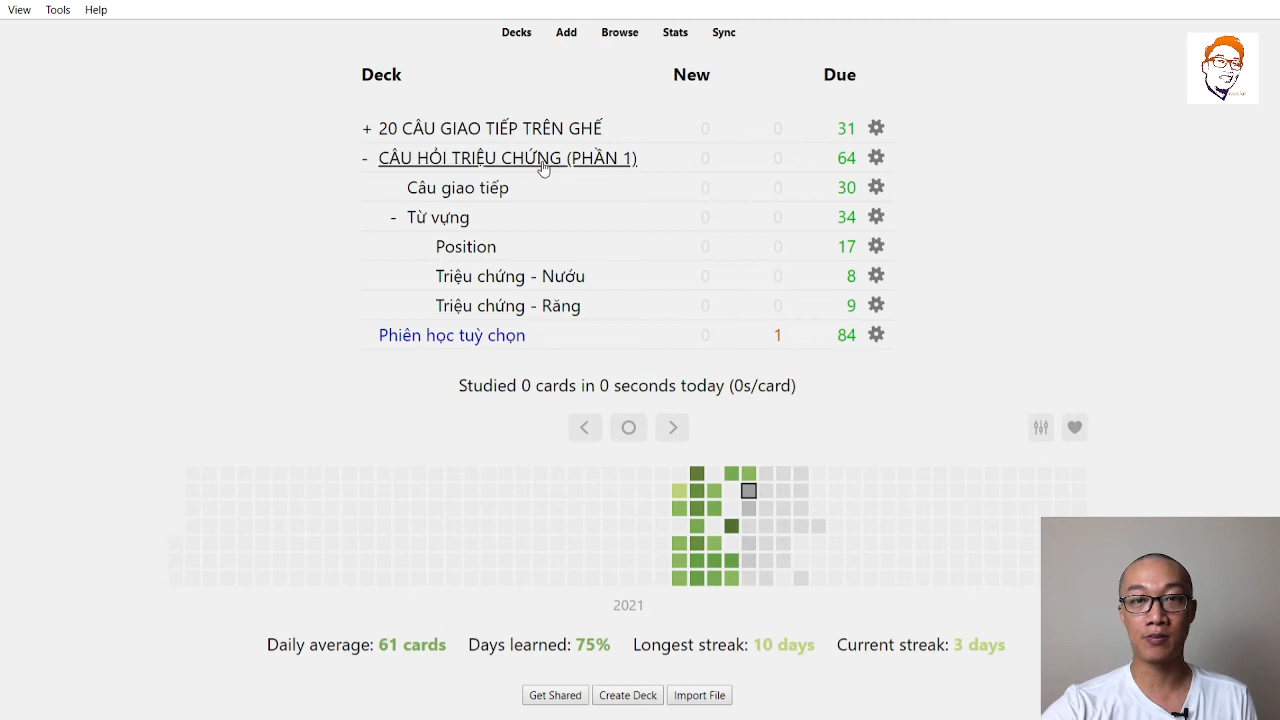 View Tools Help
Decks Add Browse Stats Sync
Deck New Due
+ 20 CÂU GIAO TIẾP TRÊN GHẾ 0 0 31
- CÂU HỎI TRIỆU CHỨNG (PHẦN 1) 0 0 64
Câu giao tiếp 0 0 30
- Từ vựng 0 0 34
Position 0 0 17
Triệu chứng - Nướu 0 0 8
Triệu chứng - Răng 0 0 9
Phiên học tuỳ chọn 0 1 84
Studied 0 cards in 0 seconds today (0s/card)
2021
Daily average: 61 cards Days learned: 75% Longest streak: 10 days Current streak: 3 days
Get Shared Create Deck Import File